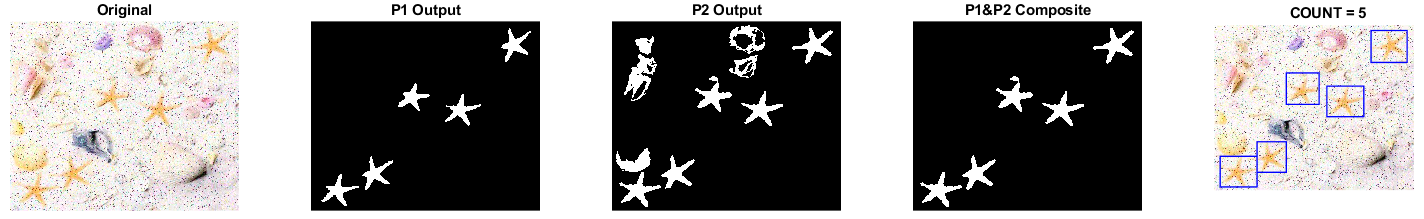 Original
P1 Output
P2 Output
P1&P2 Composite
COUNT = 5